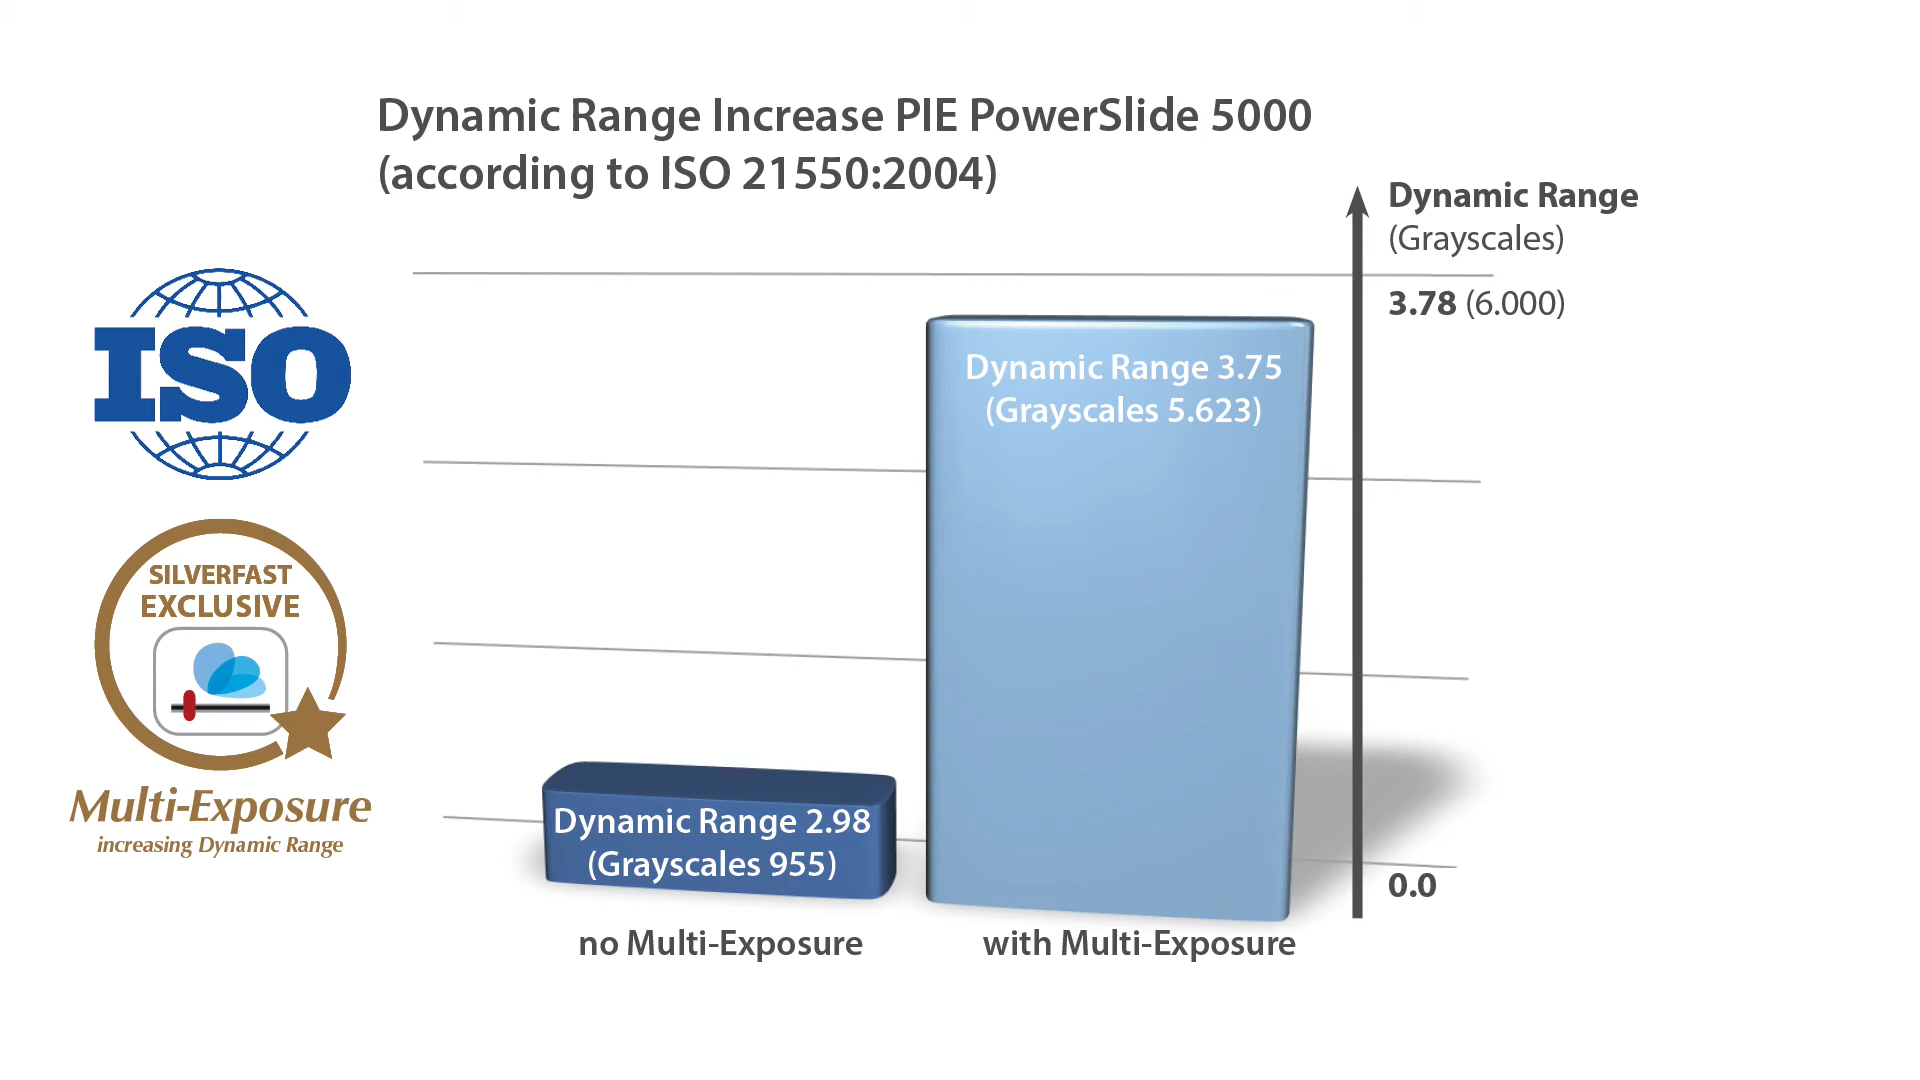 Dynamic Range Increase PIE PowerSlide 5000
(according to ISO 21550:2004)
Dynamic Range
(Grayscales)
3.78 (6.000)
ISO
Dynamic Range 3.75
(Grayscales 5.623)
SILVERFAST
EXCLUSIVE
Multi-Exposure
increasing Dynamic Range
Dynamic Range 2.98
(Grayscales 955)
0.0
no Multi-Exposure
with Multi-Exposure